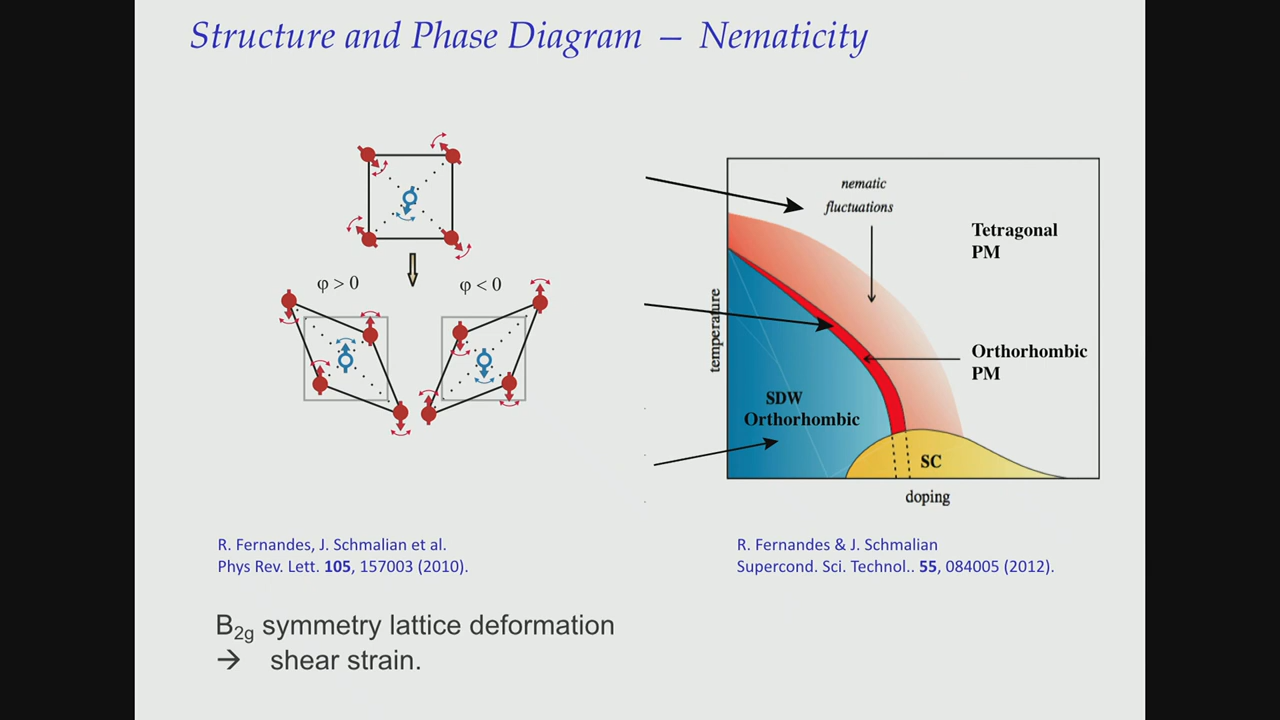 Structure and Phase Diagram – Nematicity
φ > 0
φ < 0
nematic
fluctuations
Tetragonal
PM
temperature
Orthorhombic
PM
SDW
Orthorhombic
SC
doping
R. Fernandes, J. Schmalian et al.
Phys Rev. Lett. 105, 157003 (2010).
R. Fernandes & J. Schmalian
Supercond. Sci. Technol.. 55, 084005 (2012).
B2g symmetry lattice deformation
→ shear strain.